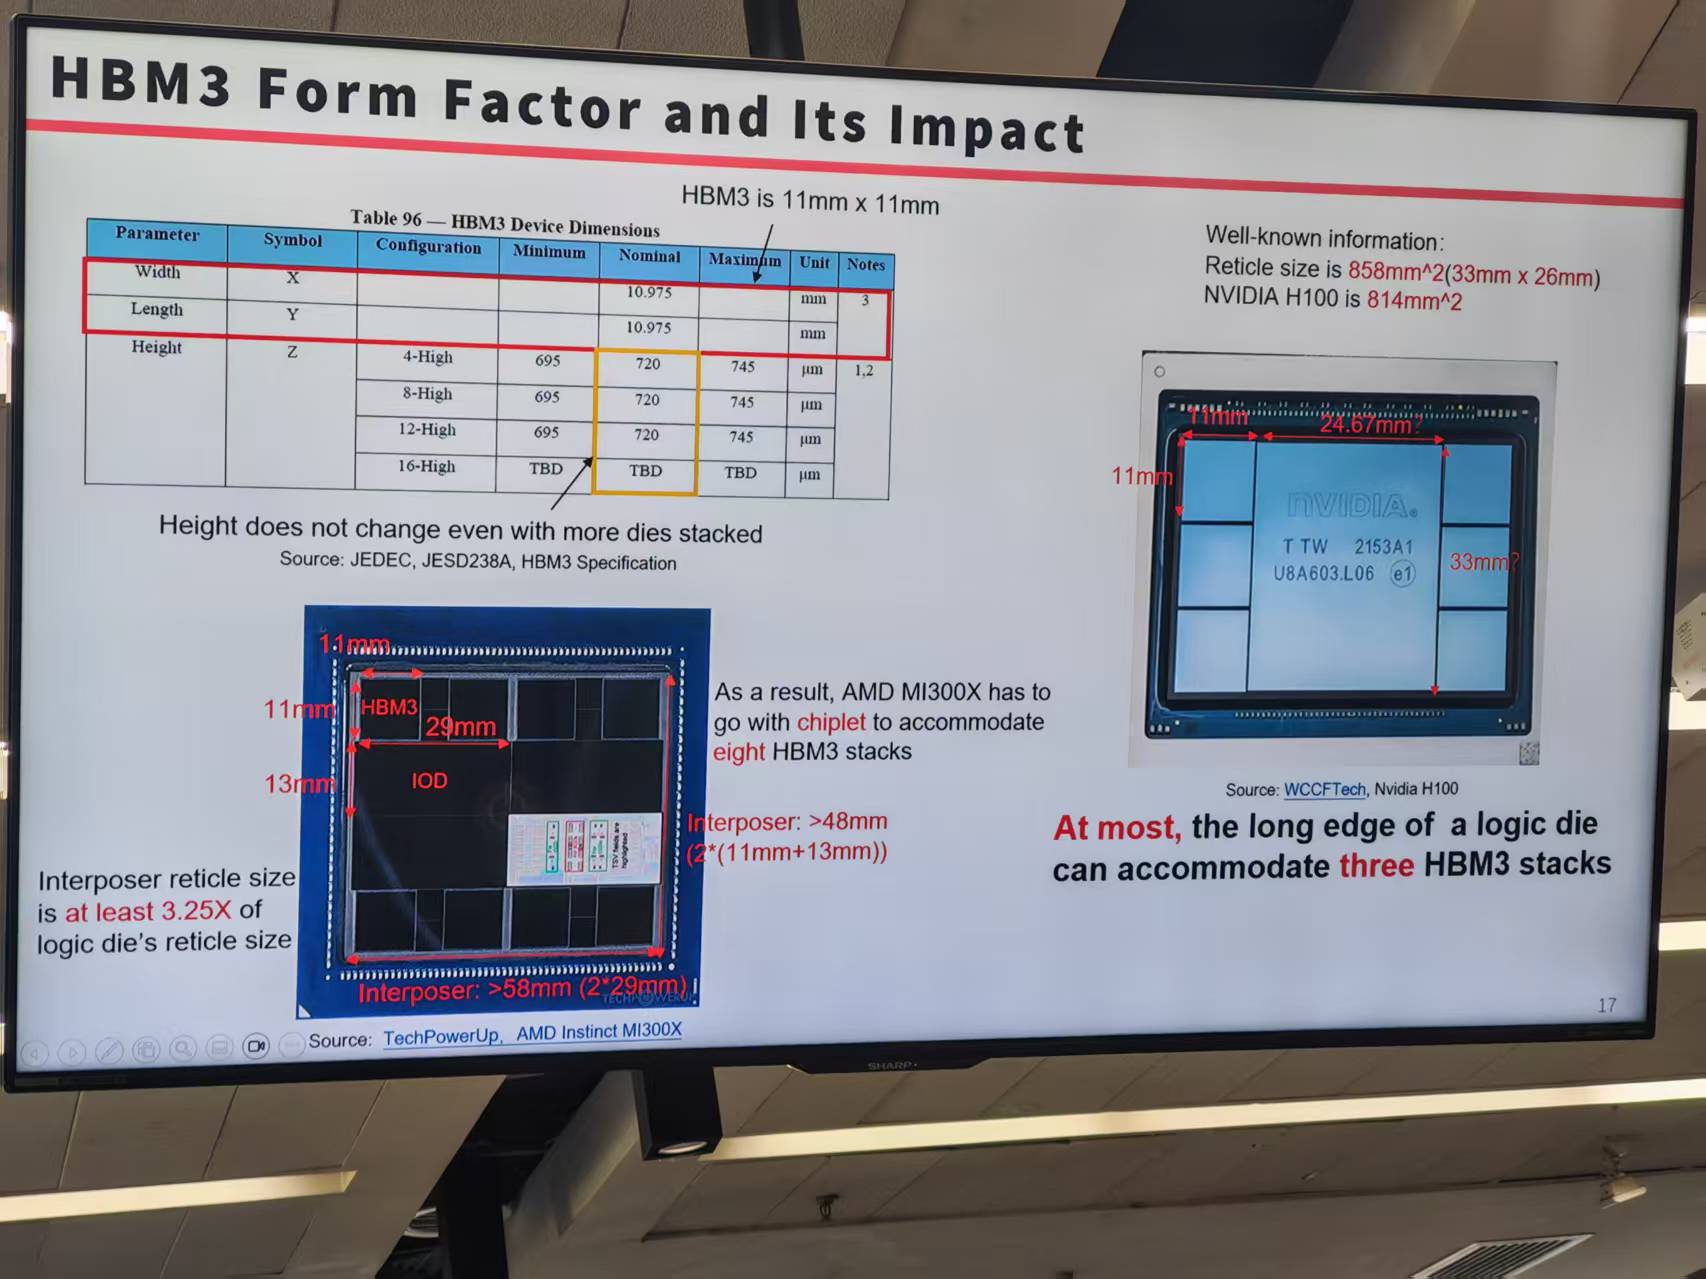 HBM3 Form Factor and Its Impact
HBM3 is 11mm x 11mm
Table 96 — HBM3 Device Dimensions
Parameter Symbol Configuration Minimum Nominal Maximum Unit Notes
Width X 10.975 mm 3
Length Y 10.975 mm
Height Z 4-High 695 720 745 µm 1,2
8-High 695 720 745 µm
12-High 695 720 745 µm
16-High TBD TBD TBD µm
Height does not change even with more dies stacked
Source: JEDEC, JESD238A, HBM3 Specification
Well-known information:
Reticle size is 858mm^2(33mm x 26mm)
NVIDIA H100 is 814mm^2
11mm
24.67mm?
11mm
nVIDIA.
T TW 2153A1
U8A603.L06 e1
33mm?
Source: WCCFTech, Nvidia H100
At most, the long edge of a logic die
can accommodate three HBM3 stacks
11mm
11mm
HBM3
29mm
13mm
IOD
TSV fields are
highlighted
As a result, AMD MI300X has to
go with chiplet to accommodate
eight HBM3 stacks
Interposer: >48mm
(2*(11mm+13mm))
Interposer reticle size
is at least 3.25X of
logic die's reticle size
Interposer: >58mm (2*29mm)
TECHPOWERUP
Source: TechPowerUp, AMD Instinct MI300X
17
SHARP